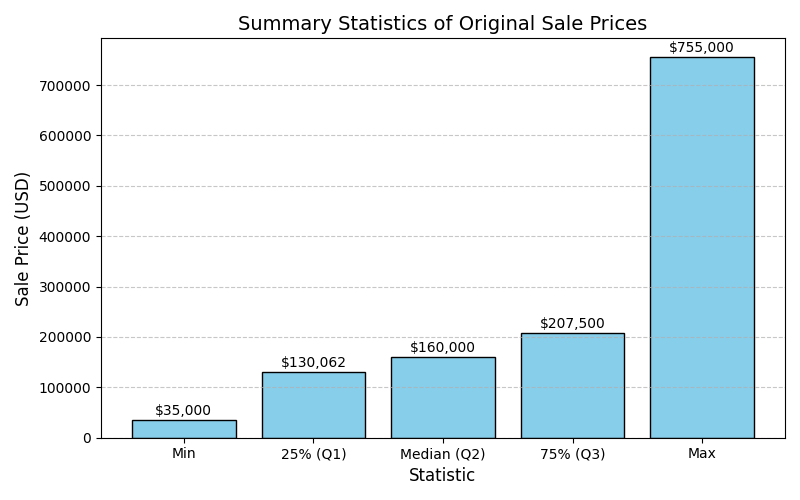 Summary Statistics of Original Sale Prices
Sale Price (USD)
700000
600000
500000
400000
300000
200000
100000
0
$35,000
$130,062
$160,000
$207,500
$755,000
Min
25% (Q1)
Median (Q2)
75% (Q3)
Max
Statistic